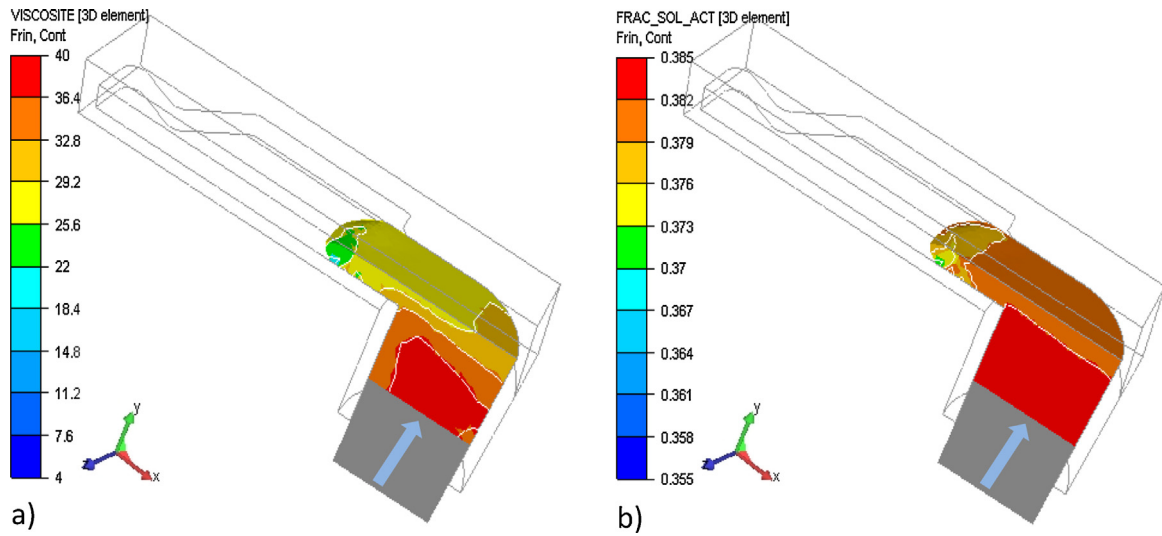 VISCOSITE [3D element]
Frin, Cont
40
36.4
32.8
29.2
25.6
22
18.4
14.8
11.2
7.6
4
y
z
x
a)
FRAC_SOL_ACT [3D element]
Frin, Cont
0.385
0.382
0.379
0.376
0.373
0.37
0.367
0.364
0.361
0.358
0.355
y
z
x
b)